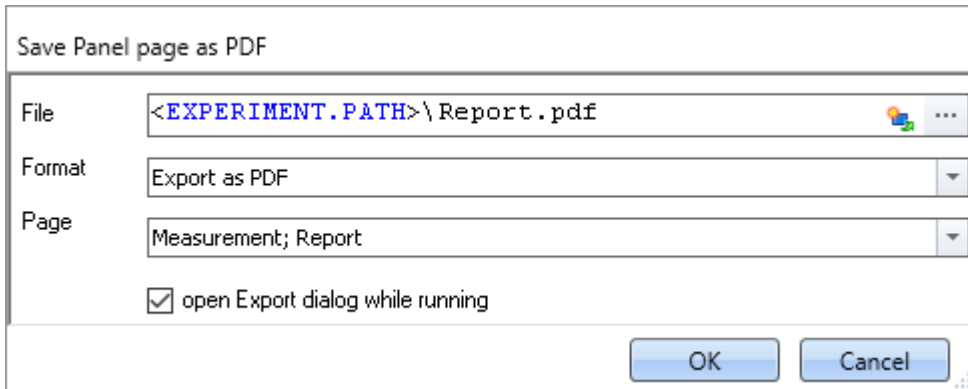 Save Panel page as PDF
File
<EXPERIMENT.PATH>\Report.pdf
...
Format
Export as PDF
Page
Measurement; Report
open Export dialog while running
OK
Cancel